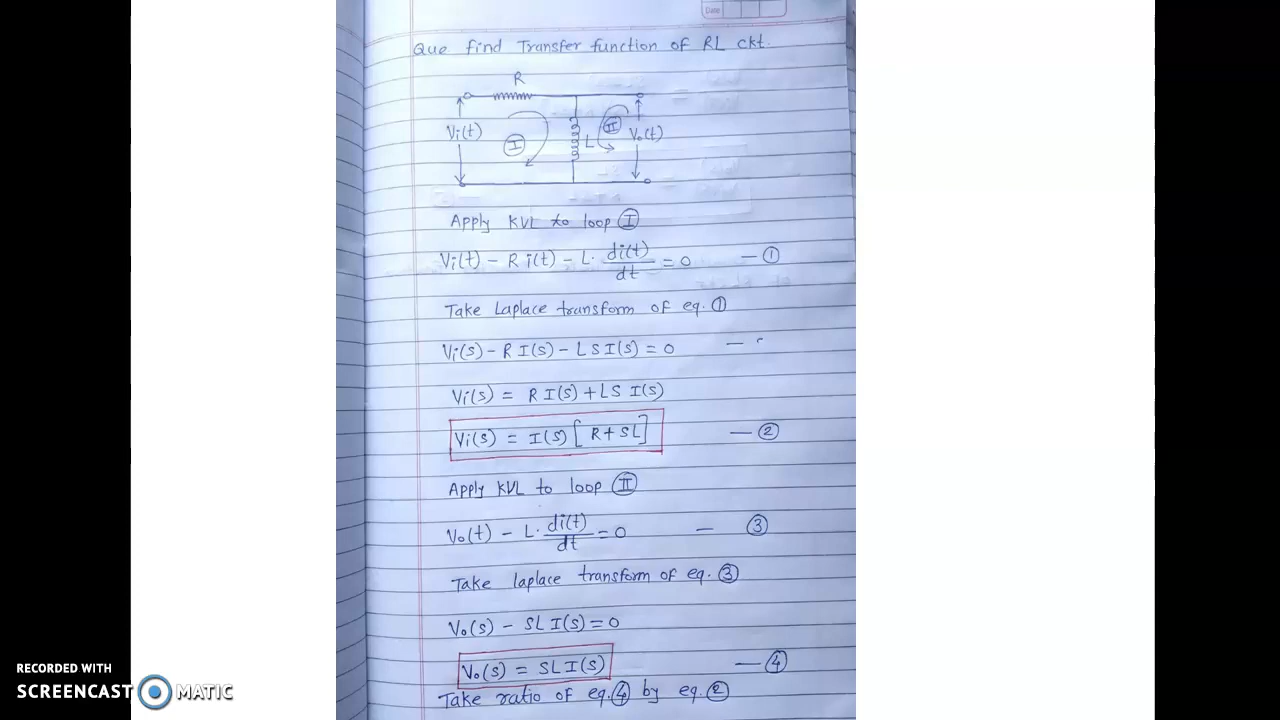 Date
Que find Transfer function of RL ckt.
R
Vi(t)
I
L
II
Vo(t)
Apply KVL to loop I
Vi(t) - R i(t) - L. di(t)/dt = 0 — 1
Take Laplace transform of eq. 1
Vi(s) - R I(s) - L S I(s) = 0 —
Vi(s) = R I(s) + LS I(s)
Vi(s) = I(s) [ R + SL ] — 2
Apply KVL to loop II
Vo(t) - L. di(t)/dt = 0 — 3
Take laplace transform of eq. 3
Vo(s) - SL I(s) = 0
Vo(s) = SL I(s) — 4
Take ratio of eq. 4 by eq. 2
RECORDED WITH
SCREENCAST MATIC